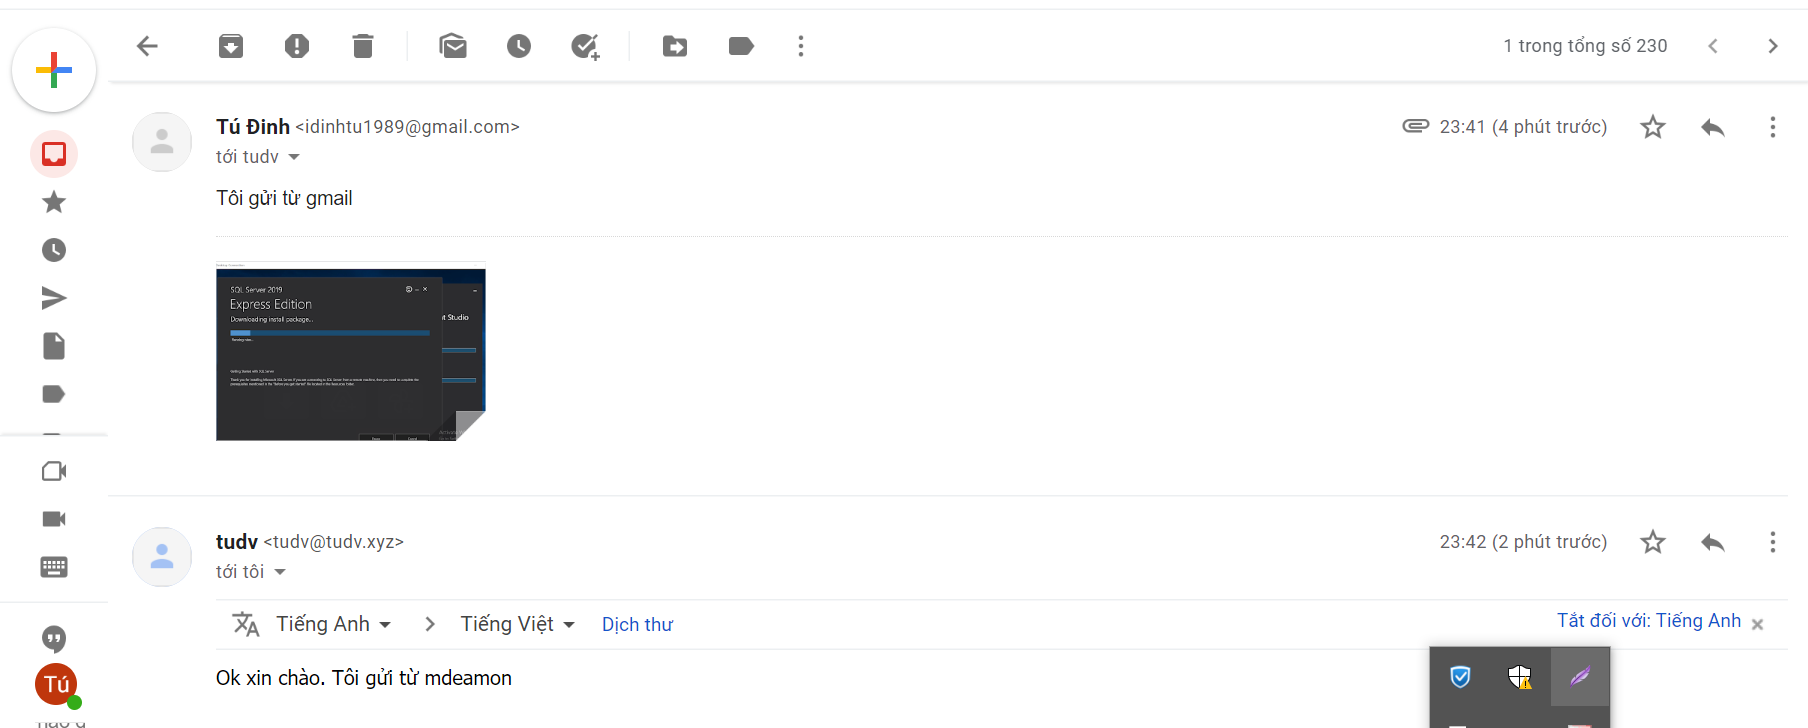 1 trong tổng số 230
Tú Đinh <idinhtu1989@gmail.com>
23:41 (4 phút trước)
tới tudv
Tôi gửi từ gmail
SQL Server 2019
Express Edition
Downloading install package...
t Studio
tudv <tudv@tudv.xyz>
23:42 (2 phút trước)
tới tôi
Tiếng Anh > Tiếng Việt Dịch thư
Tắt đối với: Tiếng Anh
Ok xin chào. Tôi gửi từ mdeamon
Tú